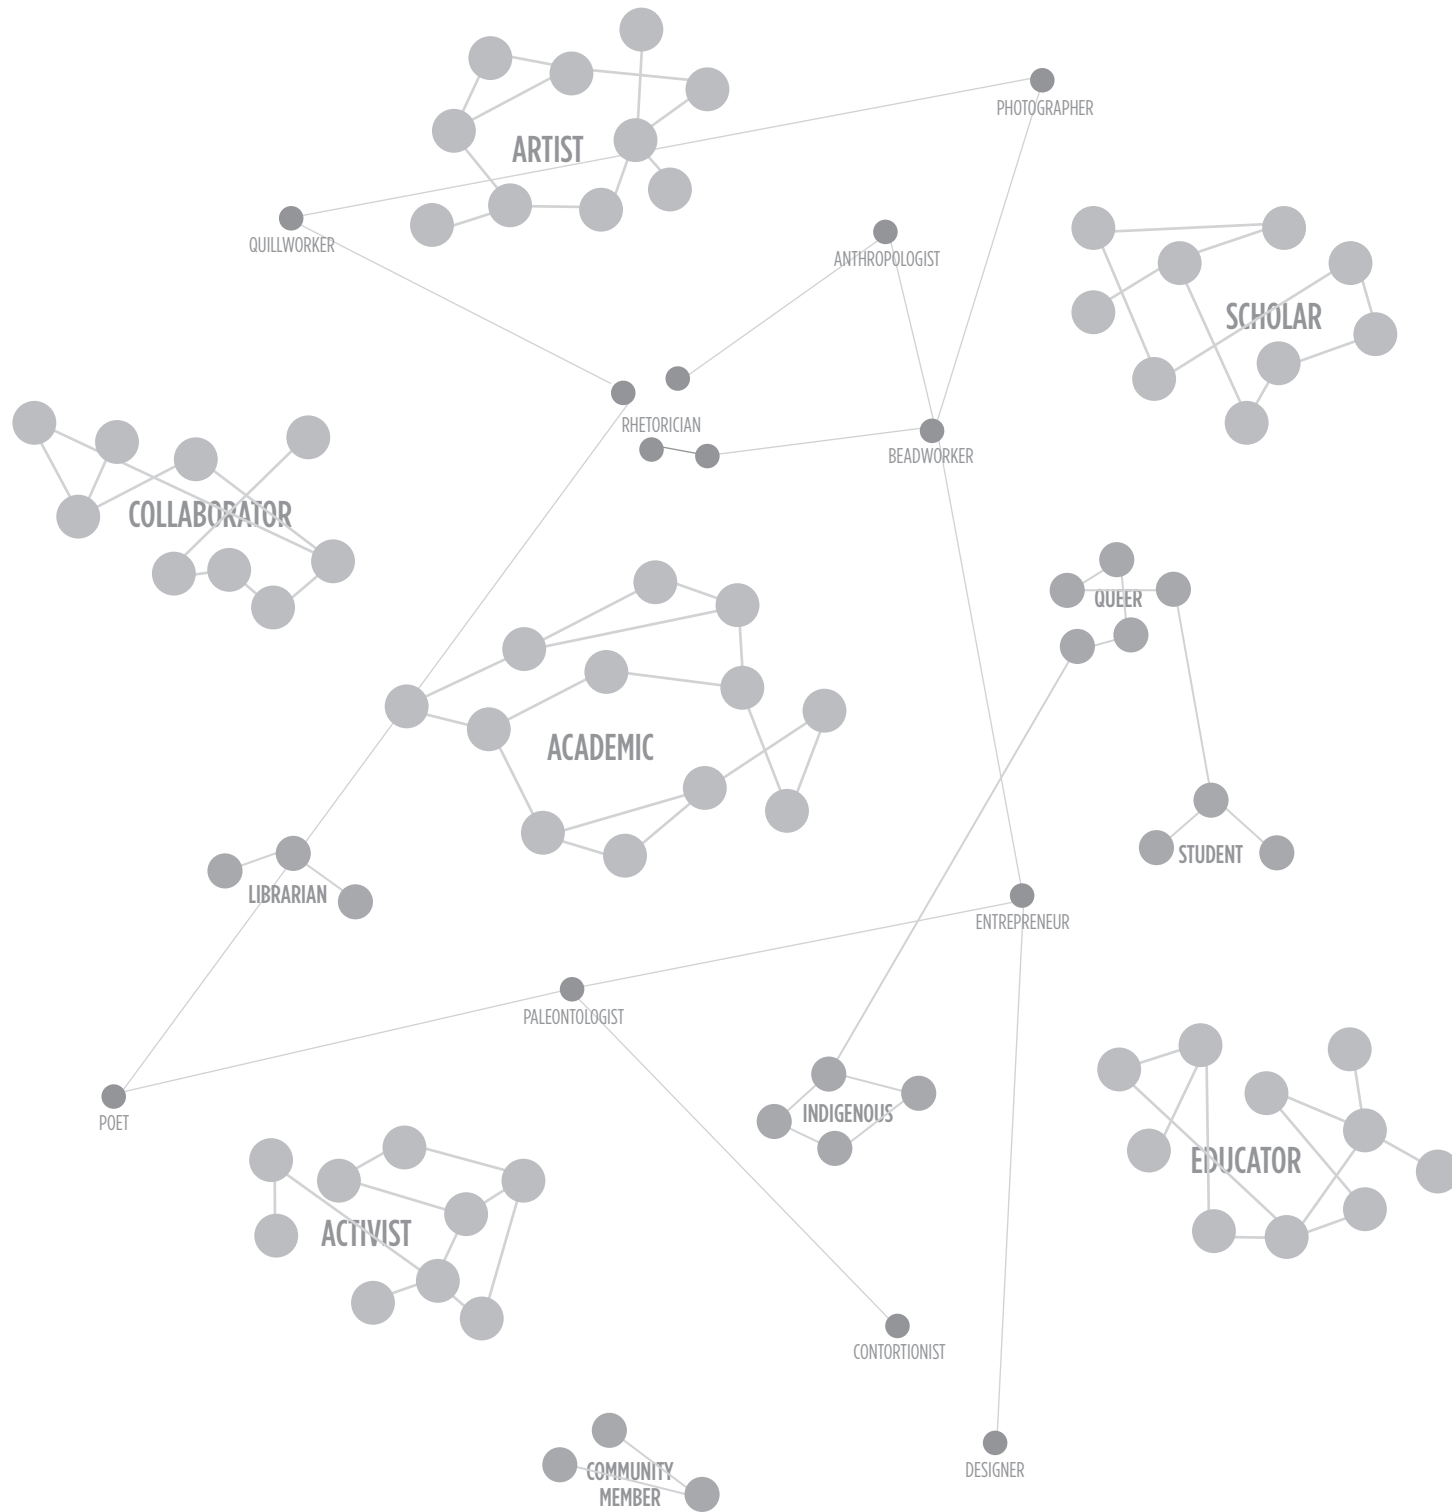 PHOTOGRAPHER
ARTIST
QUILLWORKER
ANTHROPOLOGIST
SCHOLAR
RHETORICIAN
BEADWORKER
COLLABORATOR
QUEER
ACADEMIC
STUDENT
LIBRARIAN
ENTREPRENEUR
PALEONTOLOGIST
INDIGENOUS
POET
EDUCATOR
ACTIVIST
CONTORTIONIST
DESIGNER
COMMUNITY
MEMBER